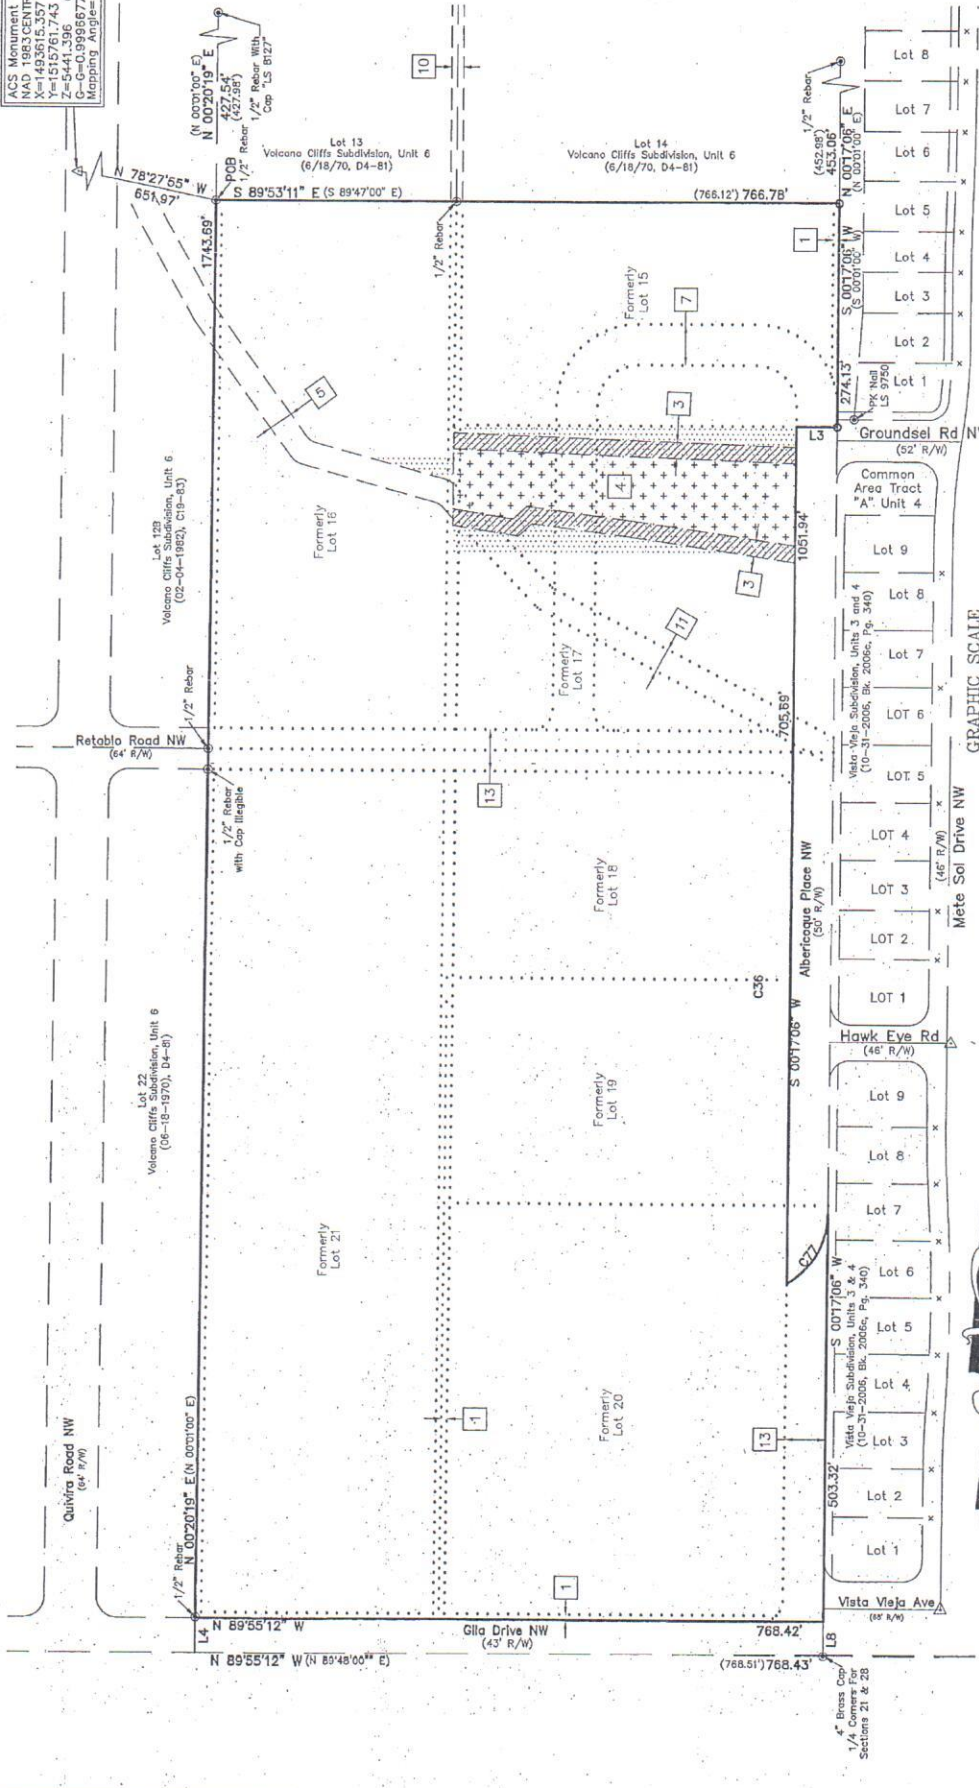 ACS Monument
NAD 1983 CENTR
X=1493615.357
Y=1515761.743
Z=5441.396
Mapping Angle=
(N 00°01'00" E)
N 00°20'19" E
427.54'
(427.98')
1/2" Rebar With
Cap "LS 8127"
POB
1/2" Rebar
N 78°27'55" W
651.97'
1743.69'
S 89°53'11" E (S 89°47'00" E)
Lot 13
Volcano Cliffs Subdivision, Unit 6
(6/18/70, D4-81)
10
1/2" Rebar
Lot 14
Volcano Cliffs Subdivision, Unit 6
(6/18/70, D4-81)
(766.12') 766.78'
1/2" Rebar
(452.98')
453.06'
N 00°17'06" E
(N 00°01'00" E)
Lot 8
Lot 7
Lot 6
Lot 5
Lot 4
Lot 3
Lot 2
Lot 1
S 00°17'06" W
(S 00°01'00" W)
274.13'
PK Nail
LS 9750
1
Formerly
Lot 15
7
5
3
4
3
L3
Groundsel Rd N
(52' R/W)
Common
Area Tract
"A" Unit 4
Lot 129
Volcano Cliffs Subdivision, Unit 6
(02-04-1982), C19-83)
Formerly
Lot 16
Formerly
Lot 17
11
1051.94'
705.69'
Lot 9
Lot 8
Lot 7
LOT 6
LOT 5
LOT 4
LOT 3
LOT 2
LOT 1
Vista Vieja Subdivision, Units 3 and 4
(10-31-2006, Bk. 2006c, Pg. 340)
GRAPHIC SCALE
Mete Sol Drive NW
(46' R/W)
Retablo Road NW
(64' R/W)
1/2" Rebar
1/2" Rebar
with Cap Illegible
13
Formerly
Lot 18
Albericoque Place NW
(50' R/W)
C36
S 00°17'06" W
Hawk Eye Rd
(46' R/W)
Lot 22
Volcano Cliffs Subdivision, Unit 6
(06-18-1970), D4-81)
Formerly
Lot 19
Formerly
Lot 21
C77
Lot 9
Lot 8
Lot 7
Lot 6
Lot 5
Lot 4
Lot 3
Lot 2
Lot 1
S 00°17'06" W
Vista Vieja Subdivision, Units 3 & 4
(10-31-2006, Bk. 2006c, Pg. 340)
1
Formerly
Lot 20
13
503.32'
Quivira Road NW
(64' R/W)
1/2" Rebar
N 00°20'19" E (N 00°01'00" E)
L4
N 89°55'12" W
1
Gila Drive NW
(43' R/W)
768.42'
L8
Vista Vieja Ave
N 89°55'12" W (N 89°48'00" E)
(768.51') 768.43'
4" Brass Cap
1/4 Corners For
Sections 21 & 28